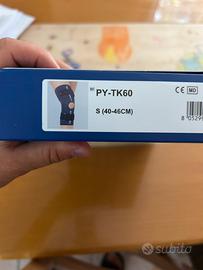 PY-TK60
CE MD
S (40-46CM)
subito